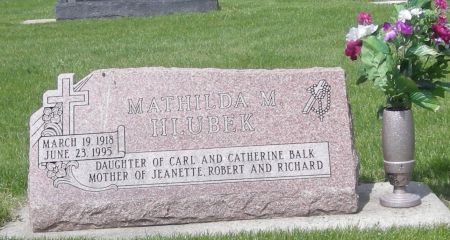 MATHILDA M.
HLUBEK
MARCH 19, 1918
JUNE 23, 1995
DAUGHTER OF CARL AND CATHERINE BALK
MOTHER OF JEANETTE, ROBERT AND RICHARD